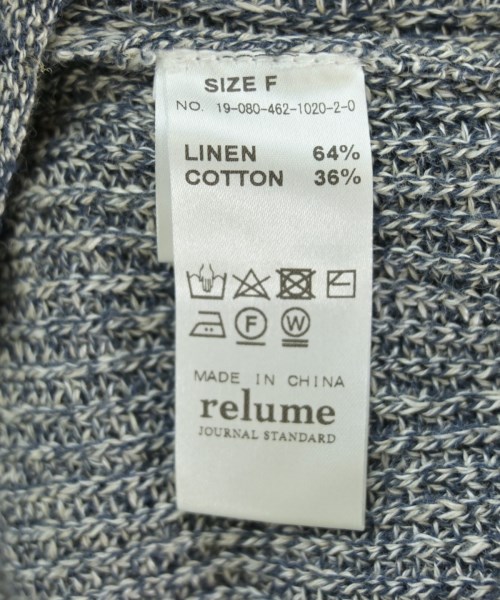 SIZE F
NO. 19-080-462-1020-2-0
LINEN 64%
COTTON 36%
F W
MADE IN CHINA
relume
JOURNAL STANDARD